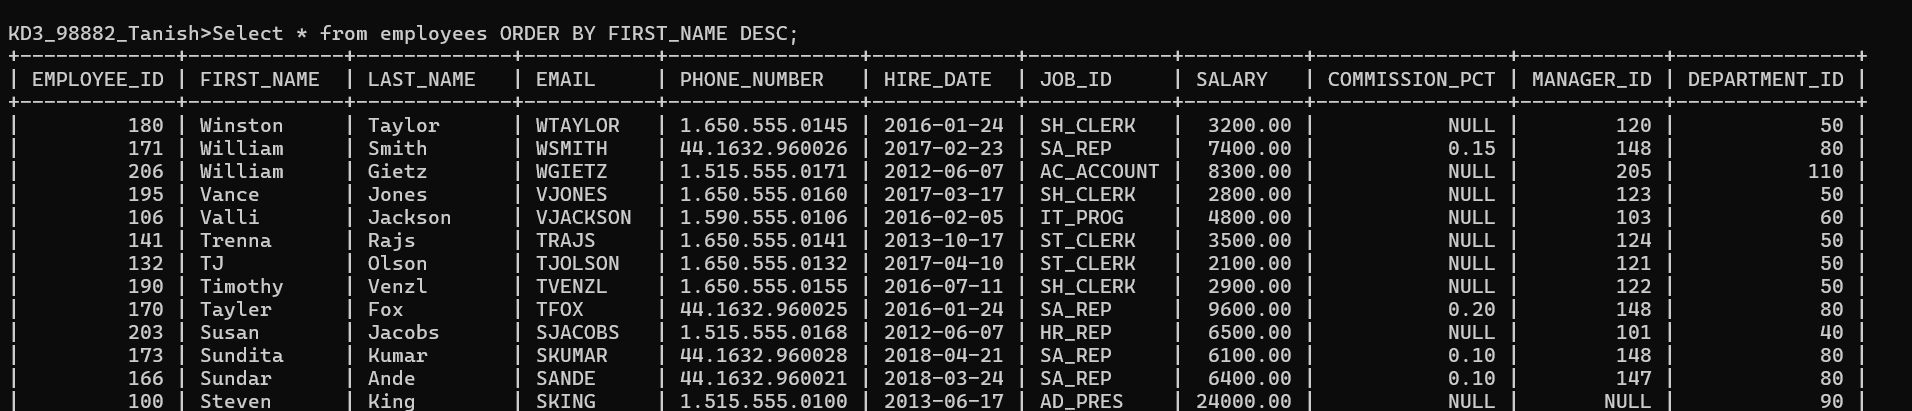 KD3_98882_Tanish>Select * from employees ORDER BY FIRST_NAME DESC;
+-------------+-------------+-------------+-----------+---------------+------------+------------+----------+----------------+------------+---------------+
| EMPLOYEE_ID | FIRST_NAME  | LAST_NAME   | EMAIL     | PHONE_NUMBER   | HIRE_DATE  | JOB_ID     | SALARY   | COMMISSION_PCT | MANAGER_ID | DEPARTMENT_ID |
+-------------+-------------+-------------+-----------+---------------+------------+------------+----------+----------------+------------+---------------+
|         180 | Winston     | Taylor      | WTAYLOR   | 1.650.555.0145 | 2016-01-24 | SH_CLERK   |  3200.00 |           NULL |        120 |            50 |
|         171 | William     | Smith       | WSMITH    | 44.1632.960026 | 2017-02-23 | SA_REP     |  7400.00 |           0.15 |        148 |            80 |
|         206 | William     | Gietz       | WGIETZ    | 1.515.555.0171 | 2012-06-07 | AC_ACCOUNT |  8300.00 |           NULL |        205 |           110 |
|         195 | Vance       | Jones       | VJONES    | 1.650.555.0160 | 2017-03-17 | SH_CLERK   |  2800.00 |           NULL |        123 |            50 |
|         106 | Valli       | Jackson     | VJACKSON  | 1.590.555.0106 | 2016-02-05 | IT_PROG    |  4800.00 |           NULL |        103 |            60 |
|         141 | Trenna      | Rajs        | TRAJS     | 1.650.555.0141 | 2013-10-17 | ST_CLERK   |  3500.00 |           NULL |        124 |            50 |
|         132 | TJ          | Olson       | TJOLSON   | 1.650.555.0132 | 2017-04-10 | ST_CLERK   |  2100.00 |           NULL |        121 |            50 |
|         190 | Timothy     | Venzl       | TVENZL    | 1.650.555.0155 | 2016-07-11 | SH_CLERK   |  2900.00 |           NULL |        122 |            50 |
|         170 | Tayler      | Fox         | TFOX      | 44.1632.960025 | 2016-01-24 | SA_REP     |  9600.00 |           0.20 |        148 |            80 |
|         203 | Susan       | Jacobs      | SJACOBS   | 1.515.555.0168 | 2012-06-07 | HR_REP     |  6500.00 |           NULL |        101 |            40 |
|         173 | Sundita     | Kumar       | SKUMAR    | 44.1632.960028 | 2018-04-21 | SA_REP     |  6100.00 |           0.10 |        148 |            80 |
|         166 | Sundar      | Ande        | SANDE     | 44.1632.960021 | 2018-03-24 | SA_REP     |  6400.00 |           0.10 |        147 |            80 |
|         100 | Steven      | King        | SKING     | 1.515.555.0100 | 2013-06-17 | AD_PRES    | 24000.00 |           NULL |       NULL |            90 |